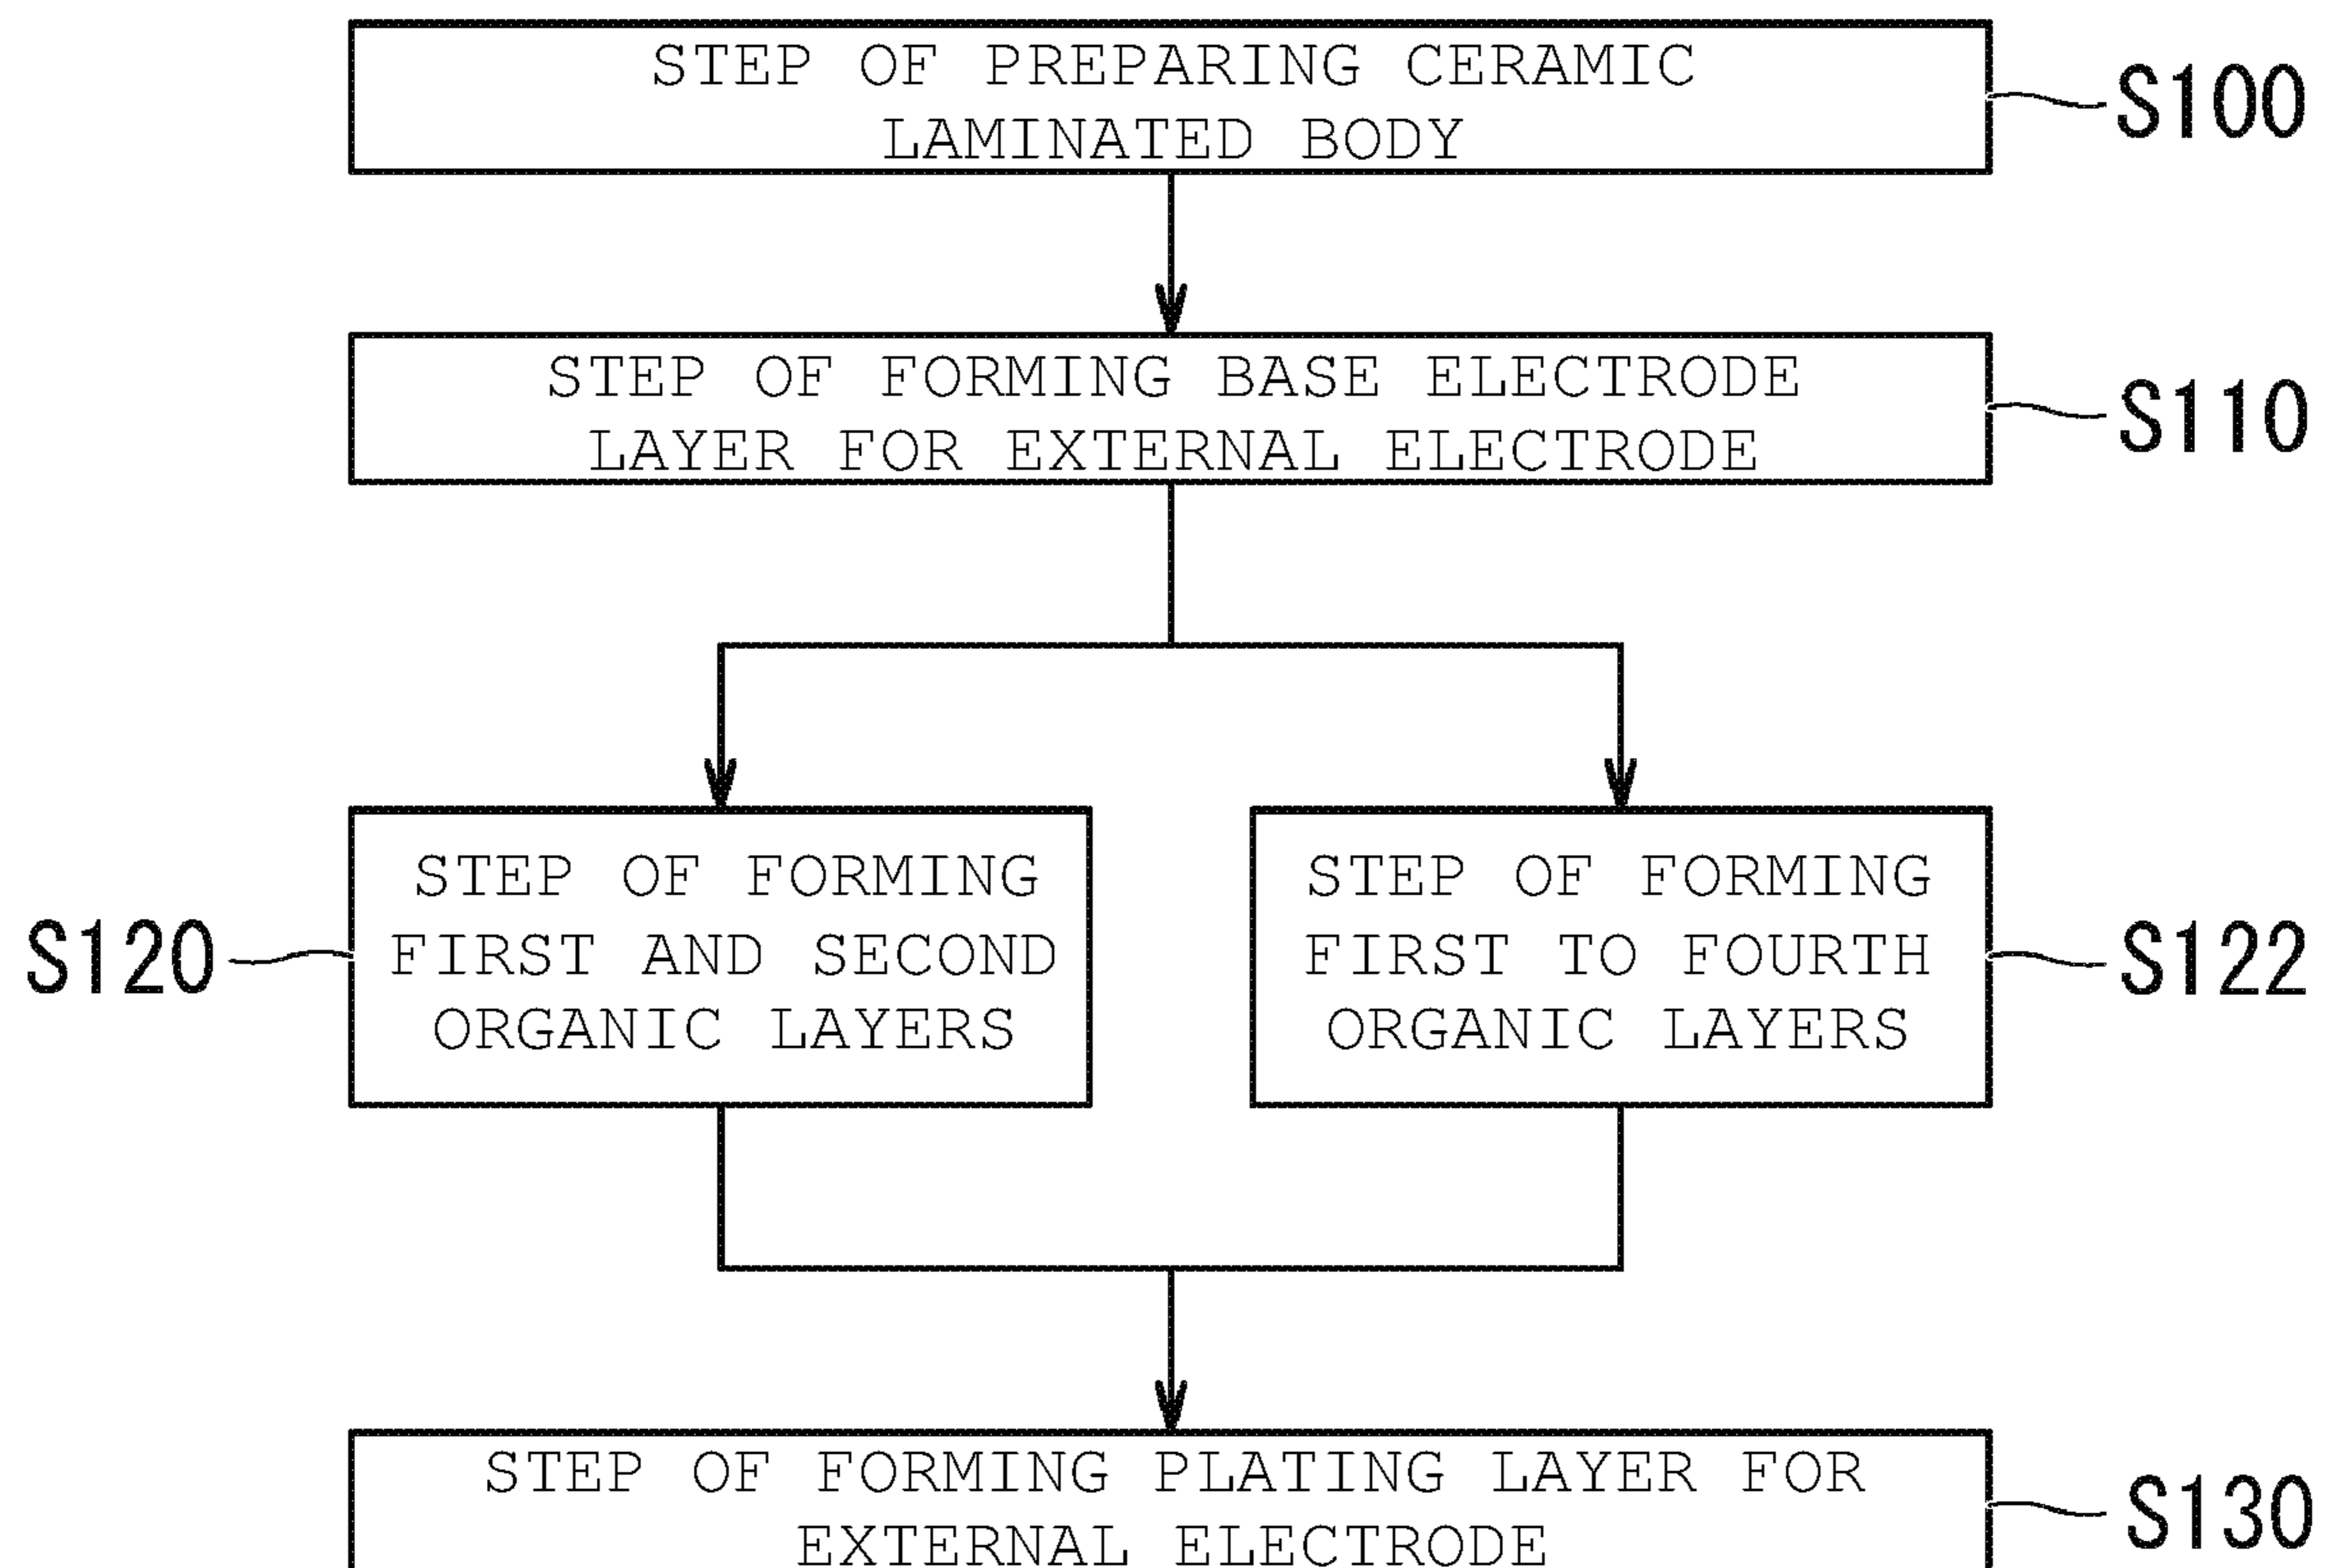 STEP OF PREPARING CERAMIC
LAMINATED BODY
S100
STEP OF FORMING BASE ELECTRODE
LAYER FOR EXTERNAL ELECTRODE
S110
S120
STEP OF FORMING
FIRST AND SECOND
ORGANIC LAYERS
STEP OF FORMING
FIRST TO FOURTH
ORGANIC LAYERS
S122
STEP OF FORMING PLATING LAYER FOR
EXTERNAL ELECTRODE
S130